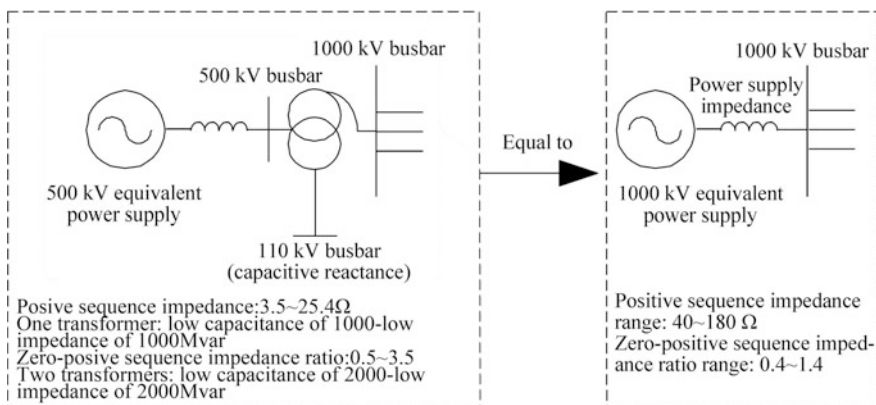 1000 kV busbar
500 kV busbar
500 kV equivalent
power supply
110 kV busbar
(capacitive reactance)
Posive sequence impedance:3.5~25.4Ω
One transformer: low capacitance of 1000-low
impedance of 1000Mvar
Zero-posive sequence impedance ratio:0.5~3.5
Two transformers: low capacitance of 2000-low
impedance of 2000Mvar
Equal to
1000 kV busbar
Power supply
impedance
1000 kV equivalent
power supply
Positive sequence impedance
range: 40~180 Ω
Zero-positive sequence imped-
ance ratio range: 0.4~1.4